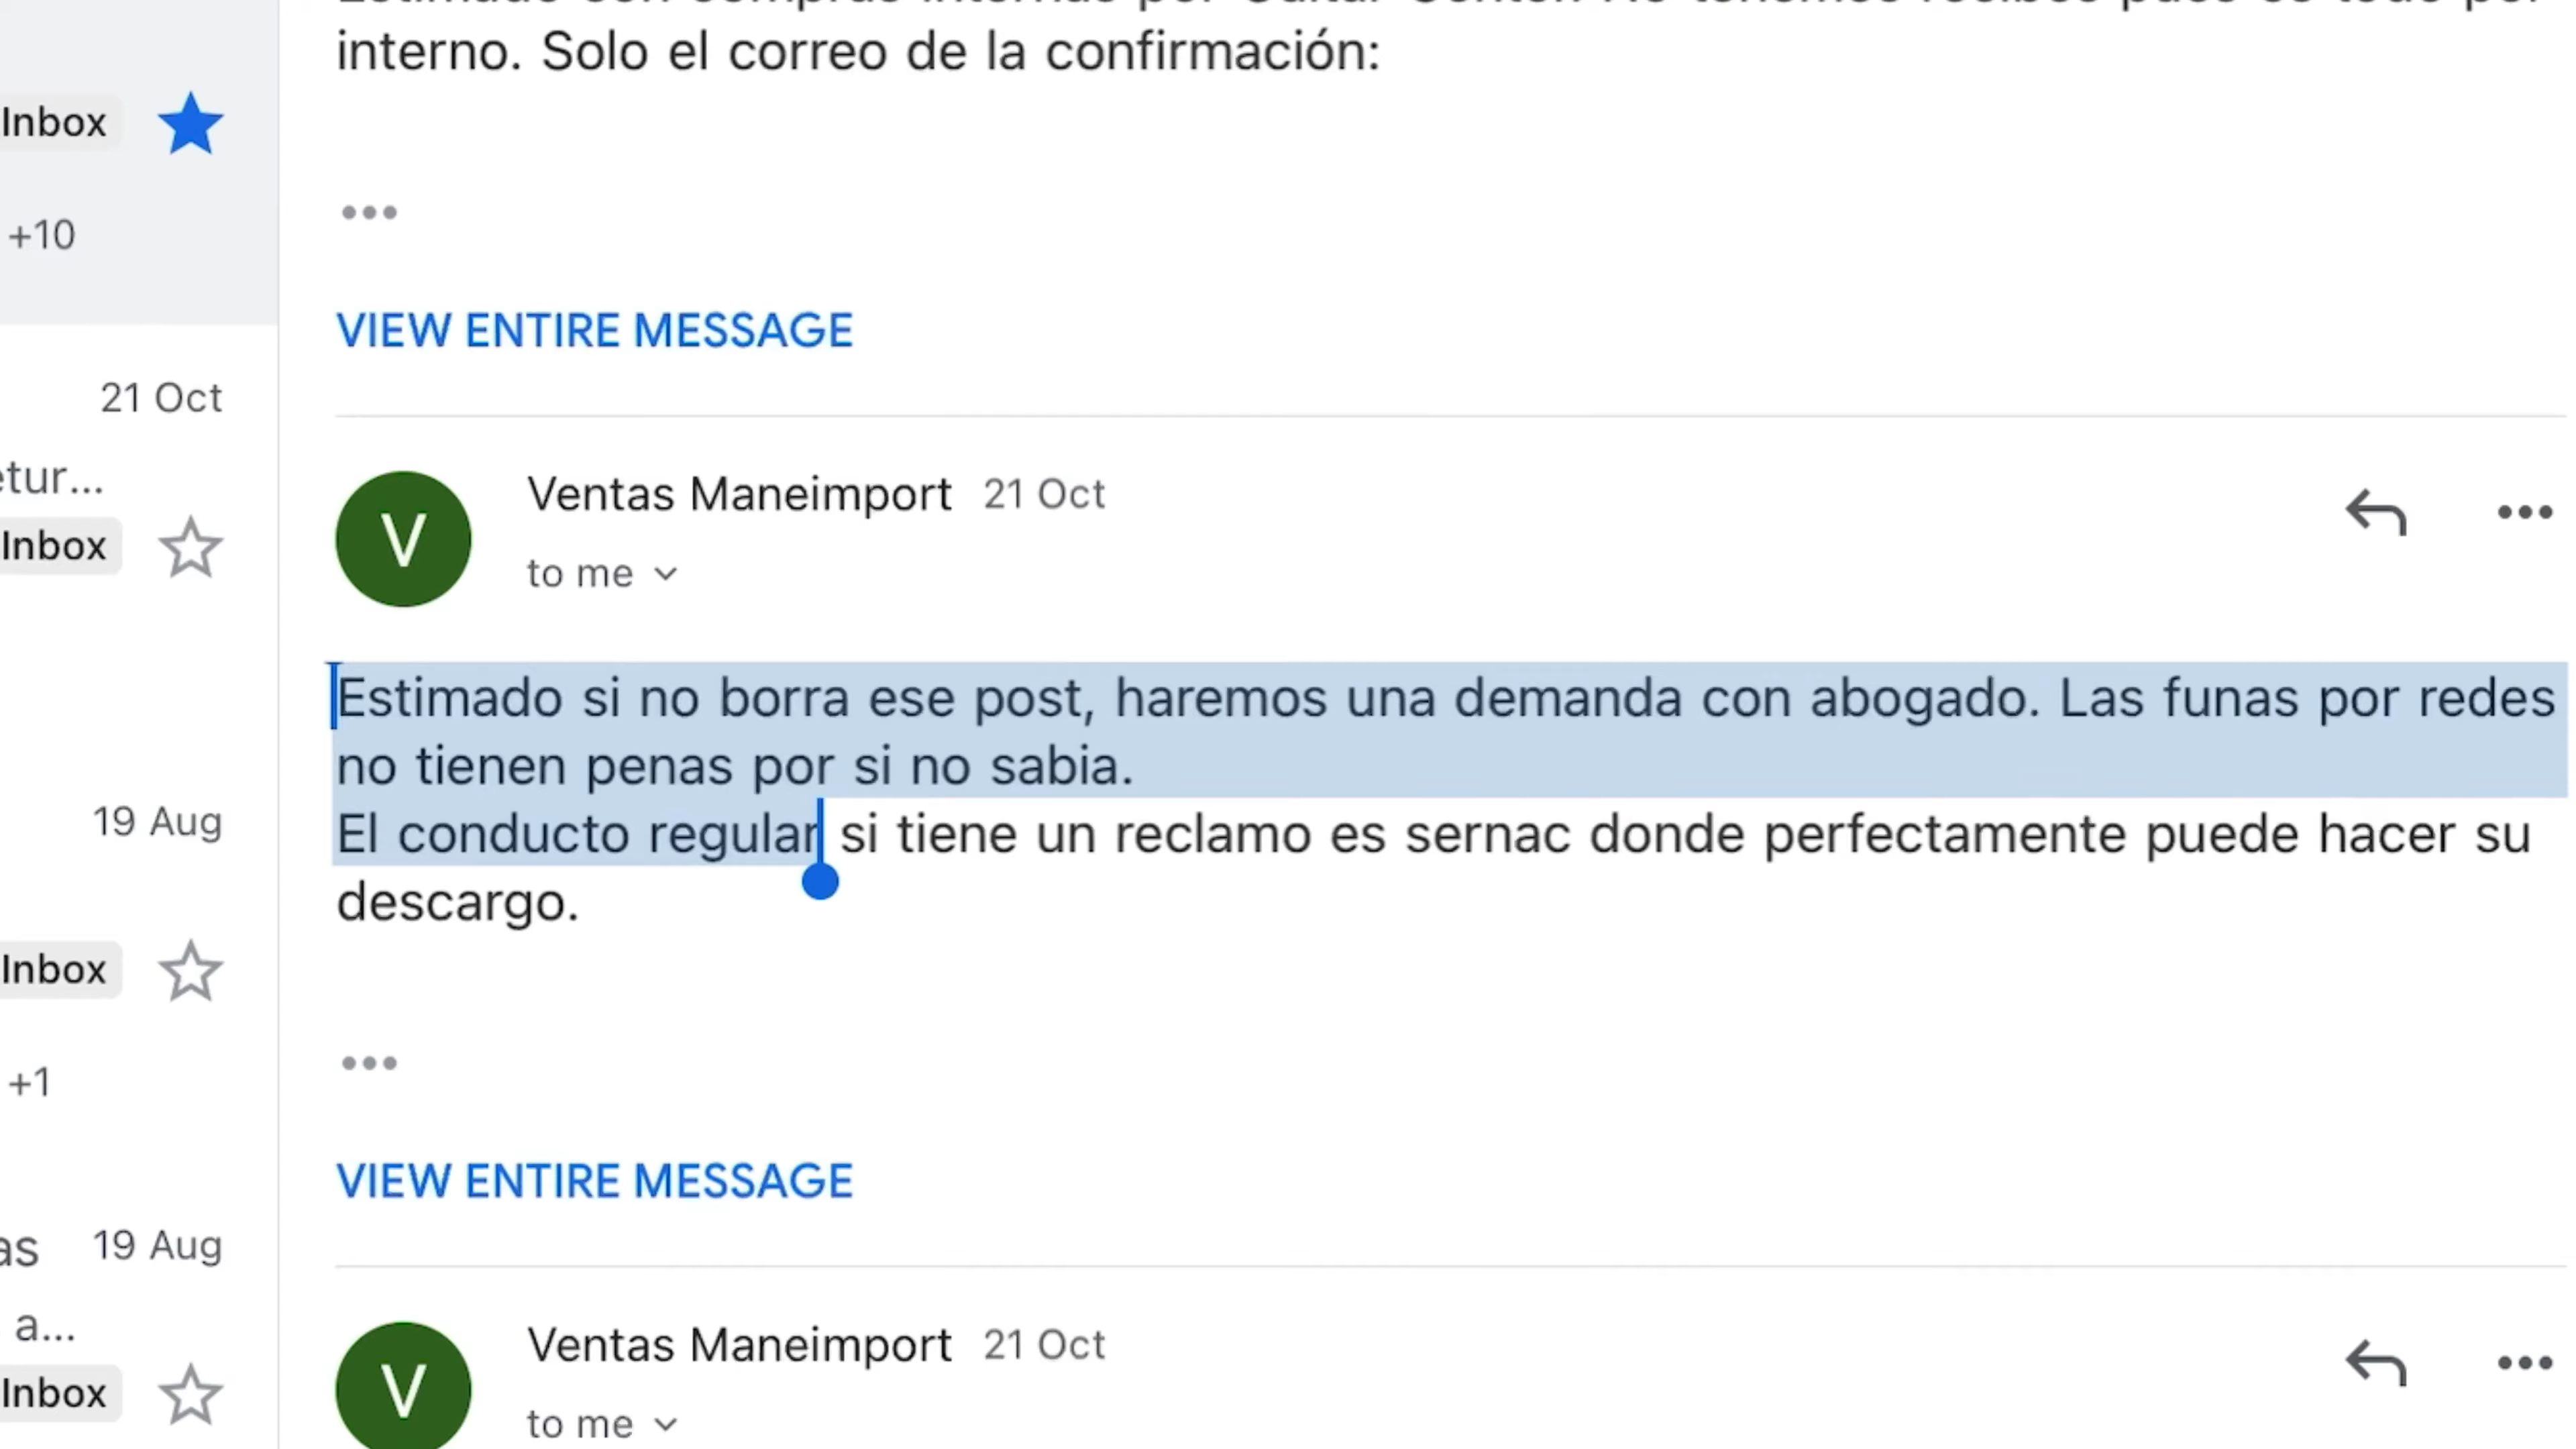 interno. Solo el correo de la confirmación:
Inbox
+10
VIEW ENTIRE MESSAGE
21 Oct
etur...
Inbox
V
Ventas Maneimport 21 Oct
to me
Estimado si no borra ese post, haremos una demanda con abogado. Las funas por redes
no tienen penas por si no sabia.
El conducto regular si tiene un reclamo es sernac donde perfectamente puede hacer su
descargo.
19 Aug
Inbox
+1
VIEW ENTIRE MESSAGE
as 19 Aug
a...
Inbox
V
Ventas Maneimport 21 Oct
to me